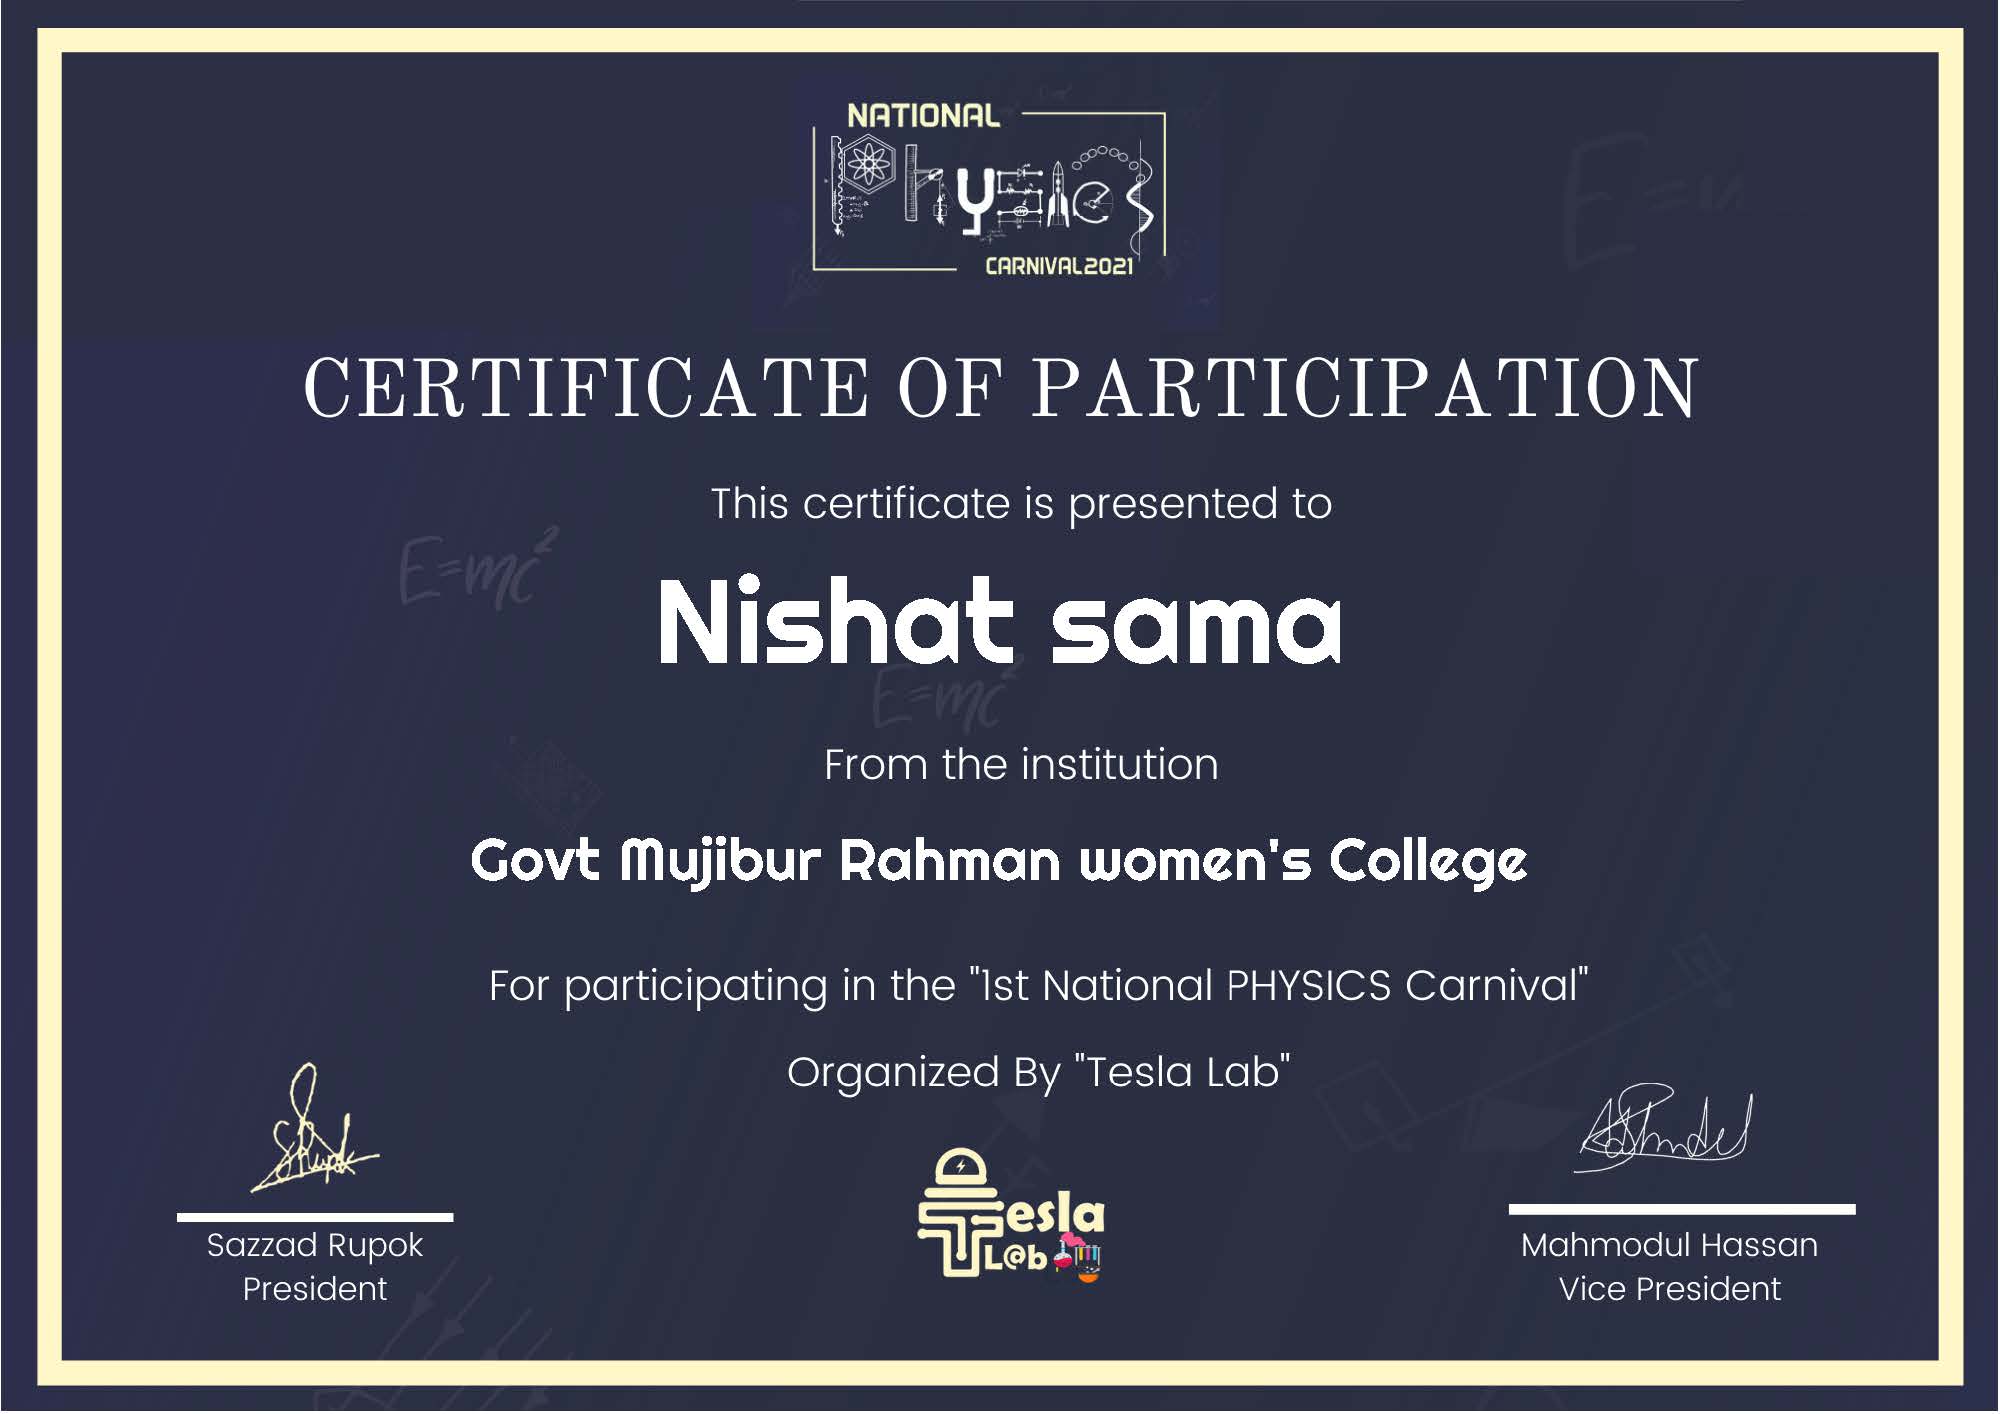 NATIONAL
Physics
CARNIVAL2021
CERTIFICATE OF PARTICIPATION
This certificate is presented to
E=mc²
Nishat sama
E=mc²
From the institution
Govt Mujibur Rahman women's College
For participating in the "1st National PHYSICS Carnival"
Organized By "Tesla Lab"
Tesla
L@b
Sazzad Rupok
President
Mahmodul Hassan
Vice President